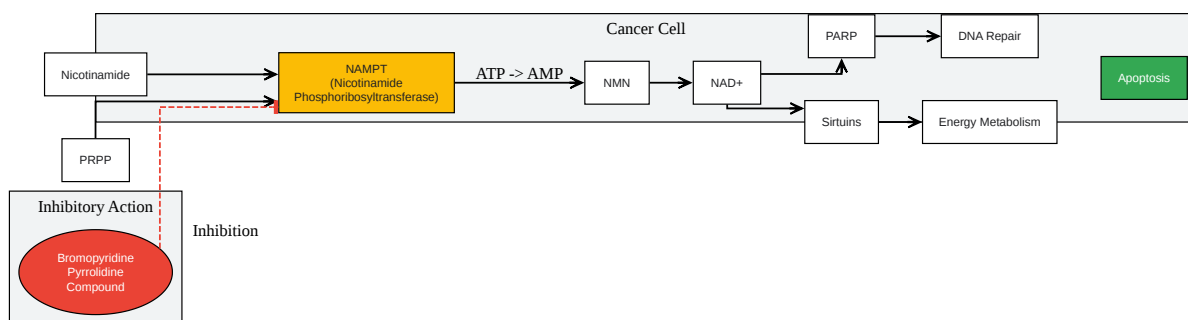 Cancer Cell
Nicotinamide
NAMPT
(Nicotinamide
Phosphoribosyltransferase)
ATP -> AMP
NMN
NAD+
PARP
DNA Repair
Apoptosis
Sirtuins
Energy Metabolism
PRPP
Inhibitory Action
Inhibition
Bromopyridine
Pyrrolidine
Compound